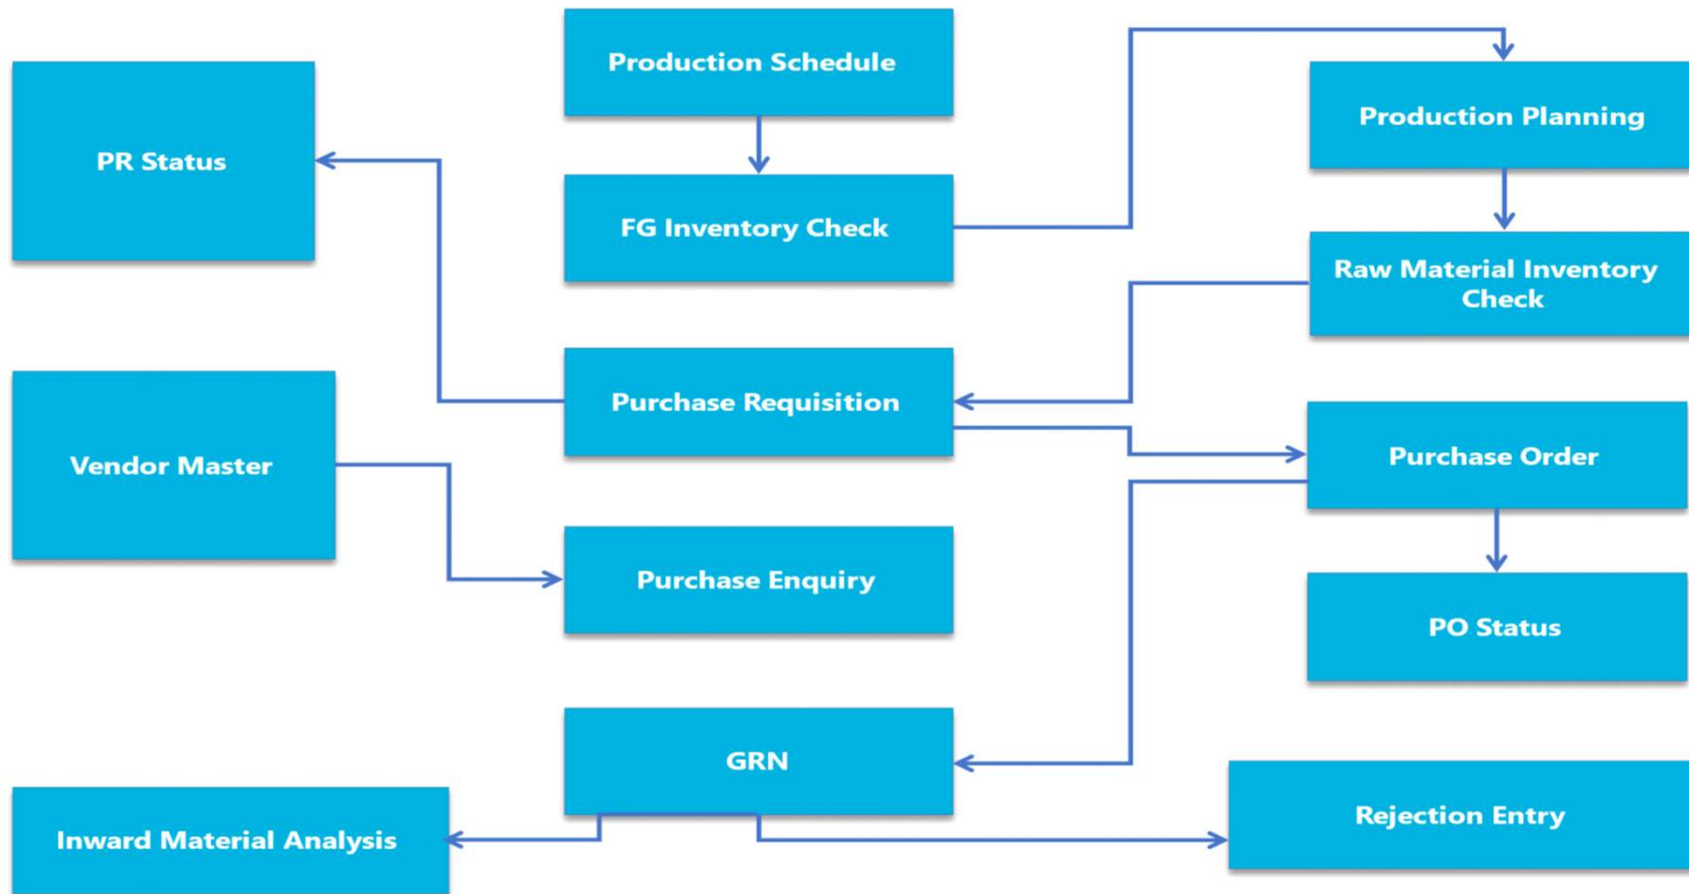 Production Schedule
PR Status
Production Planning
FG Inventory Check
Raw Material Inventory
Check
Purchase Requisition
Vendor Master
Purchase Order
Purchase Enquiry
PO Status
GRN
Inward Material Analysis
Rejection Entry